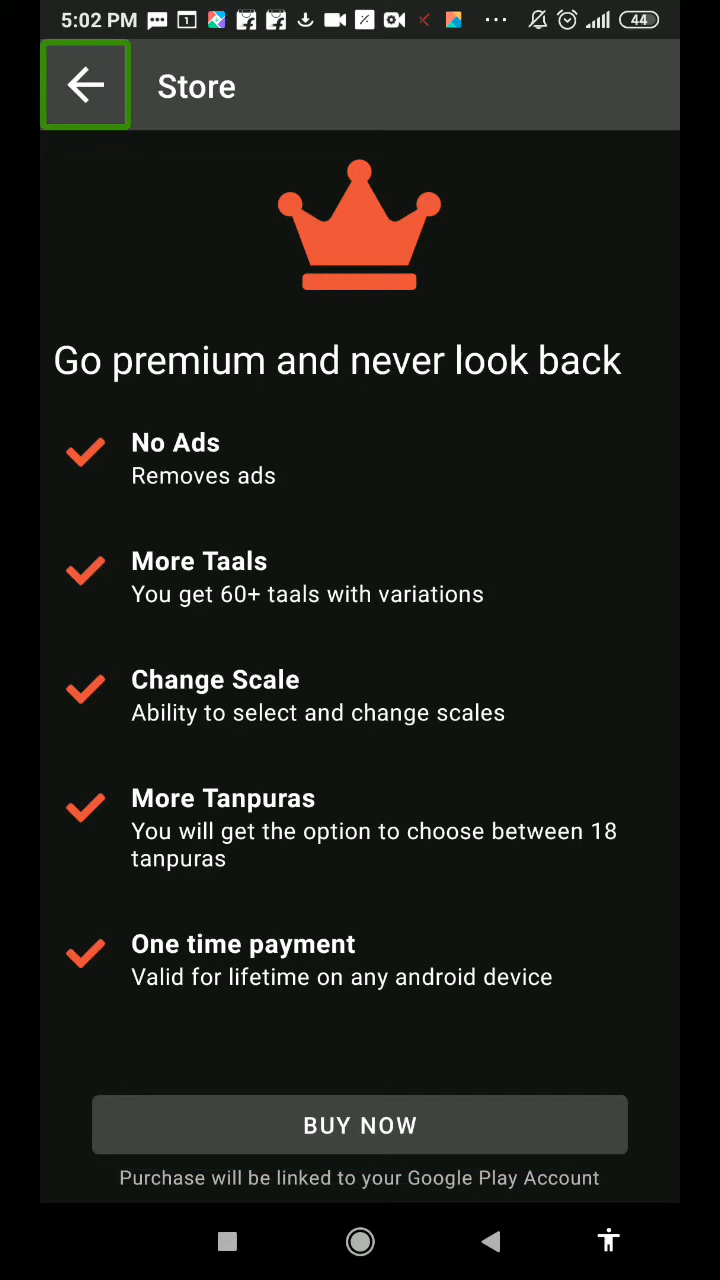 5:02 PM
1
44
Store
Go premium and never look back
No Ads
Removes ads
More Taals
You get 60+ taals with variations
Change Scale
Ability to select and change scales
More Tanpuras
You will get the option to choose between 18
tanpuras
One time payment
Valid for lifetime on any android device
BUY NOW
Purchase will be linked to your Google Play Account